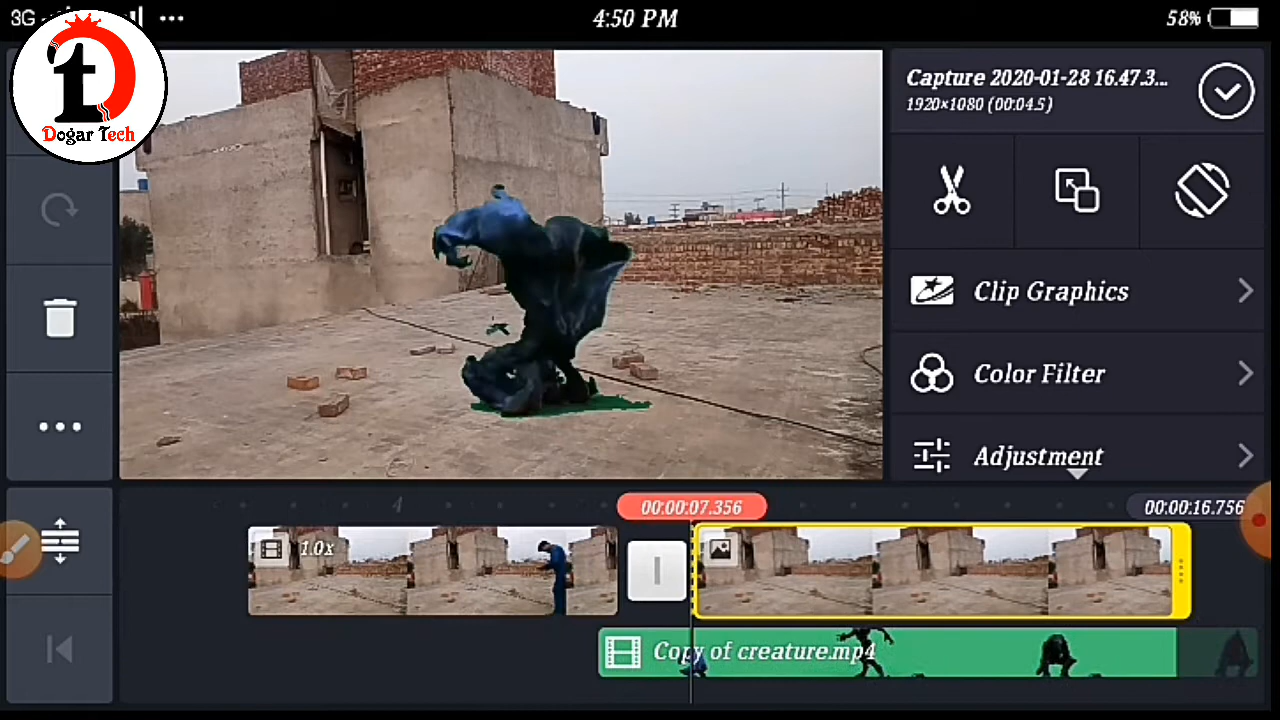 3G
4:50 PM
58%
Dogar Tech
Capture 2020-01-28 16.47.3...
1920×1080 (00:04.5)
Clip Graphics
Color Filter
Adjustment
4
00:00:07.356
00:00:16.756
1.0x
Copy of creature.mp4